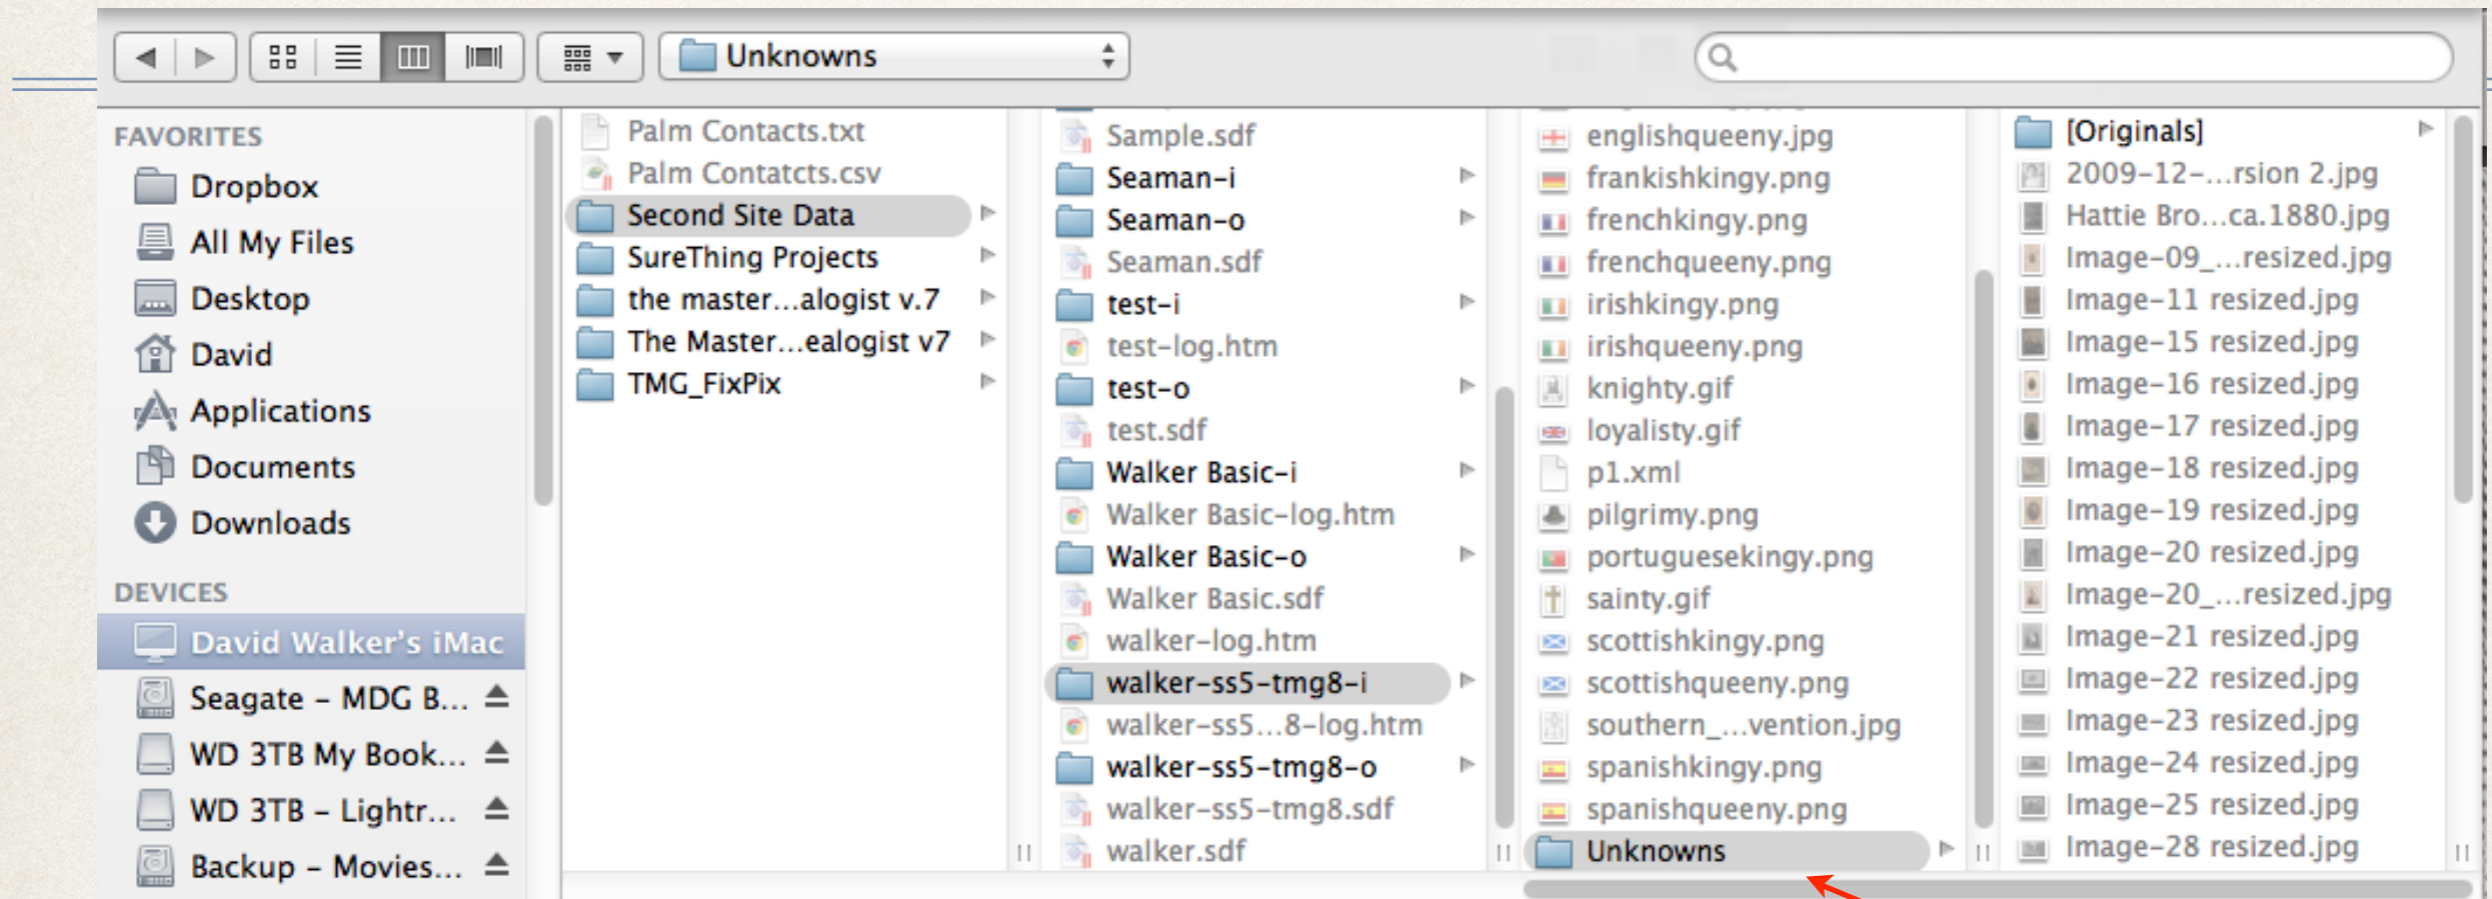 Unknowns
FAVORITES
Dropbox
All My Files
Desktop
David
Applications
Documents
Downloads
DEVICES
David Walker's iMac
Seagate – MDG B...
WD 3TB My Book...
WD 3TB – Lightr...
Backup – Movies...
Palm Contacts.txt
Palm Contatcts.csv
Second Site Data
SureThing Projects
the master...alogist v.7
The Master...ealogist v7
TMG_FixPix
Sample.sdf
Seaman-i
Seaman-o
Seaman.sdf
test-i
test-log.htm
test-o
test.sdf
Walker Basic-i
Walker Basic-log.htm
Walker Basic-o
Walker Basic.sdf
walker-log.htm
walker-ss5-tmg8-i
walker-ss5...8-log.htm
walker-ss5-tmg8-o
walker-ss5-tmg8.sdf
walker.sdf
englishqueeny.jpg
frankishkingy.png
frenchkingy.png
frenchqueeny.png
irishkingy.png
irishqueeny.png
knighty.gif
loyalisty.gif
p1.xml
pilgrimy.png
portuguesekingy.png
sainty.gif
scottishkingy.png
scottishqueeny.png
southern_...vention.jpg
spanishkingy.png
spanishqueeny.png
Unknowns
[Originals]
2009-12-...rsion 2.jpg
Hattie Bro...ca.1880.jpg
Image-09_...resized.jpg
Image-11 resized.jpg
Image-15 resized.jpg
Image-16 resized.jpg
Image-17 resized.jpg
Image-18 resized.jpg
Image-19 resized.jpg
Image-20 resized.jpg
Image-20_...resized.jpg
Image-21 resized.jpg
Image-22 resized.jpg
Image-23 resized.jpg
Image-24 resized.jpg
Image-25 resized.jpg
Image-28 resized.jpg